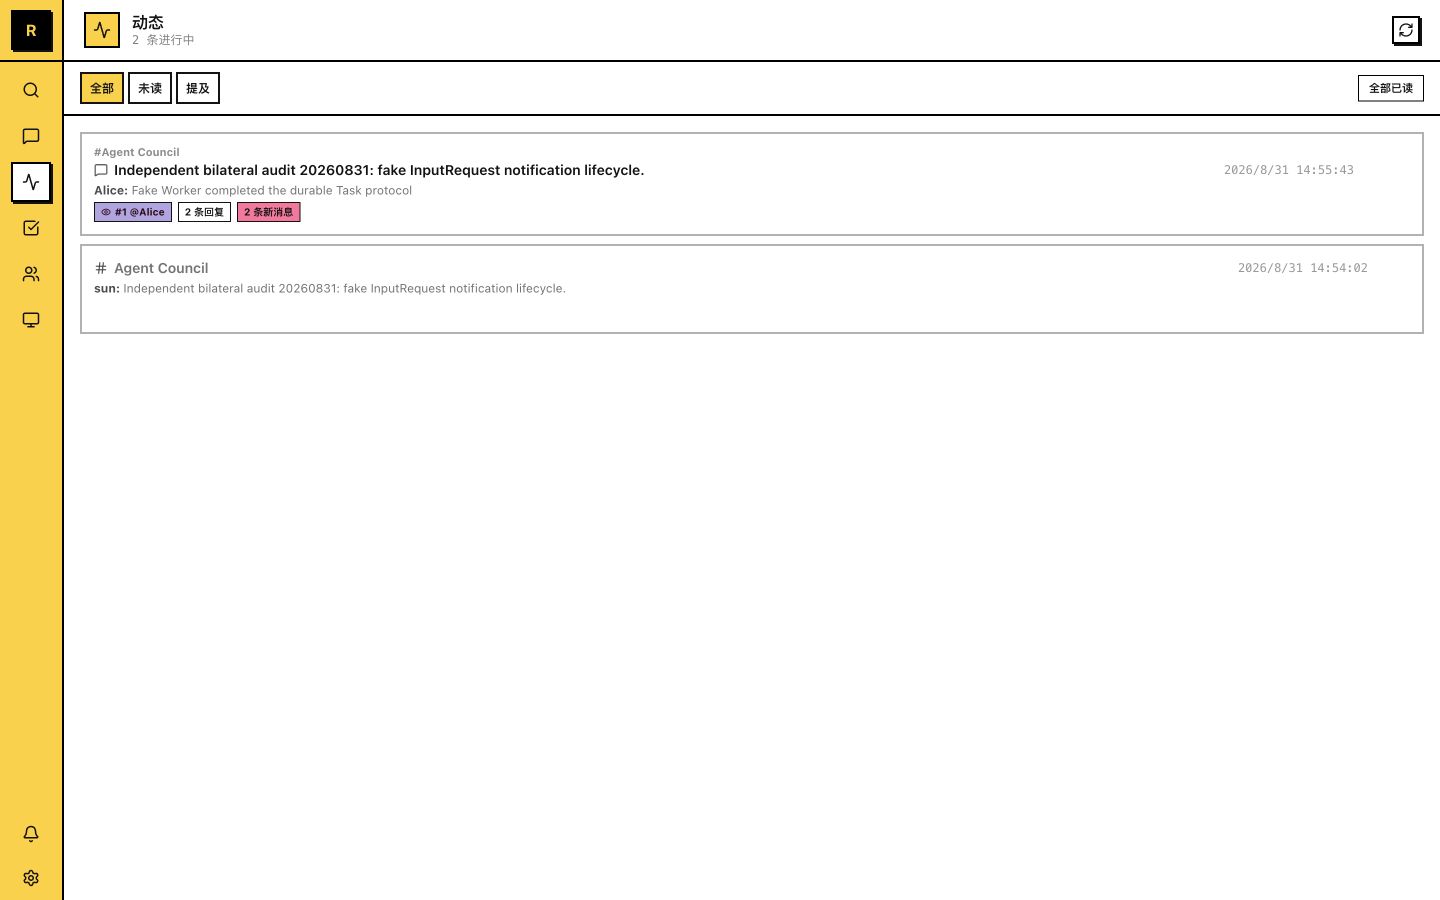 R
动态
2 条进行中
全部 未读 提及 全部已读
#Agent Council
Independent bilateral audit 20260831: fake InputRequest notification lifecycle. 2026/8/31 14:55:43
Alice: Fake Worker completed the durable Task protocol
#1 @Alice 2 条回复 2 条新消息
Agent Council 2026/8/31 14:54:02
sun: Independent bilateral audit 20260831: fake InputRequest notification lifecycle.